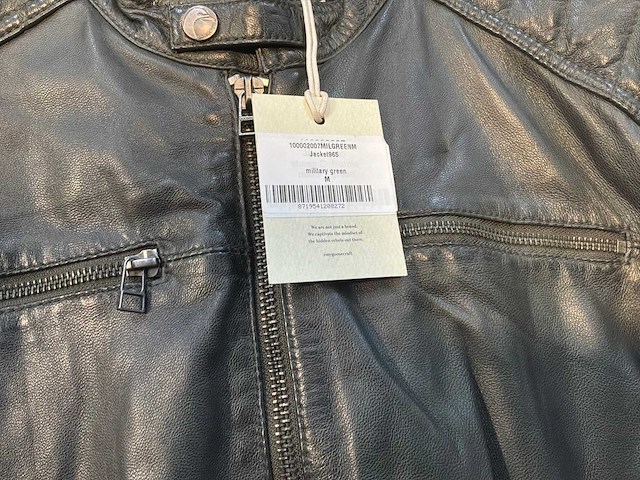 100002007MILGREENM
Jacket965
military green
M
8719541208272
We are not just a brand.
We captivate the mindset of
the hidden rebels out there.